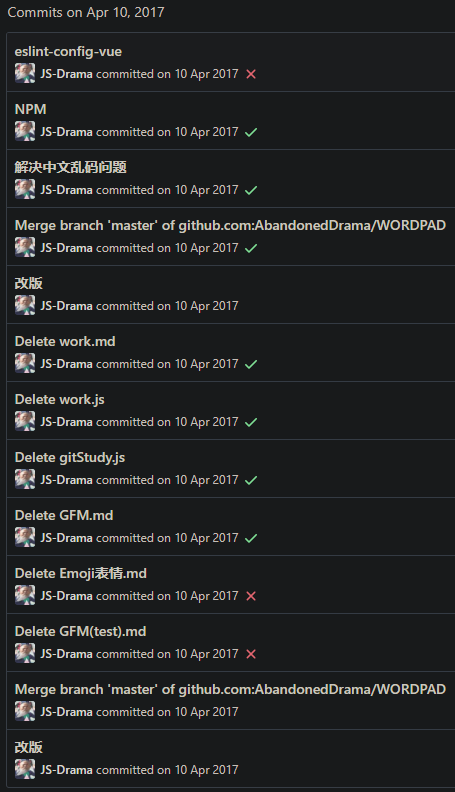 Commits on Apr 10, 2017
eslint-config-vue
JS-Drama committed on 10 Apr 2017
NPM
JS-Drama committed on 10 Apr 2017
解决中文乱码问题
JS-Drama committed on 10 Apr 2017
Merge branch 'master' of github.com:AbandonedDrama/WORDPAD
JS-Drama committed on 10 Apr 2017
改版
JS-Drama committed on 10 Apr 2017
Delete work.md
JS-Drama committed on 10 Apr 2017
Delete work.js
JS-Drama committed on 10 Apr 2017
Delete gitStudy.js
JS-Drama committed on 10 Apr 2017
Delete GFM.md
JS-Drama committed on 10 Apr 2017
Delete Emoji表情.md
JS-Drama committed on 10 Apr 2017
Delete GFM(test).md
JS-Drama committed on 10 Apr 2017
Merge branch 'master' of github.com:AbandonedDrama/WORDPAD
JS-Drama committed on 10 Apr 2017
改版
JS-Drama committed on 10 Apr 2017